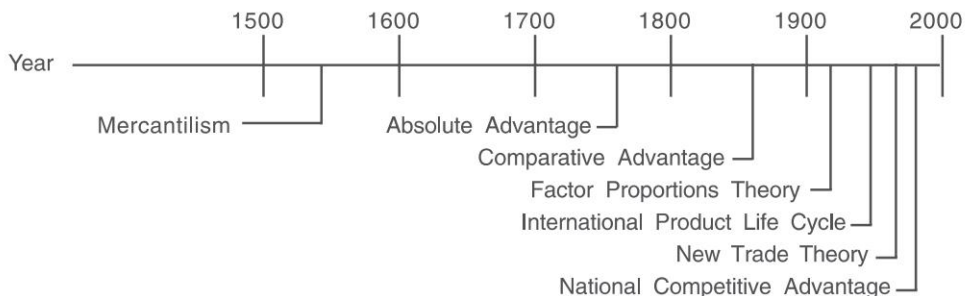 1500 1600 1700 1800 1900 2000
Year
Mercantilism
Absolute Advantage
Comparative Advantage
Factor Proportions Theory
International Product Life Cycle
New Trade Theory
National Competitive Advantage